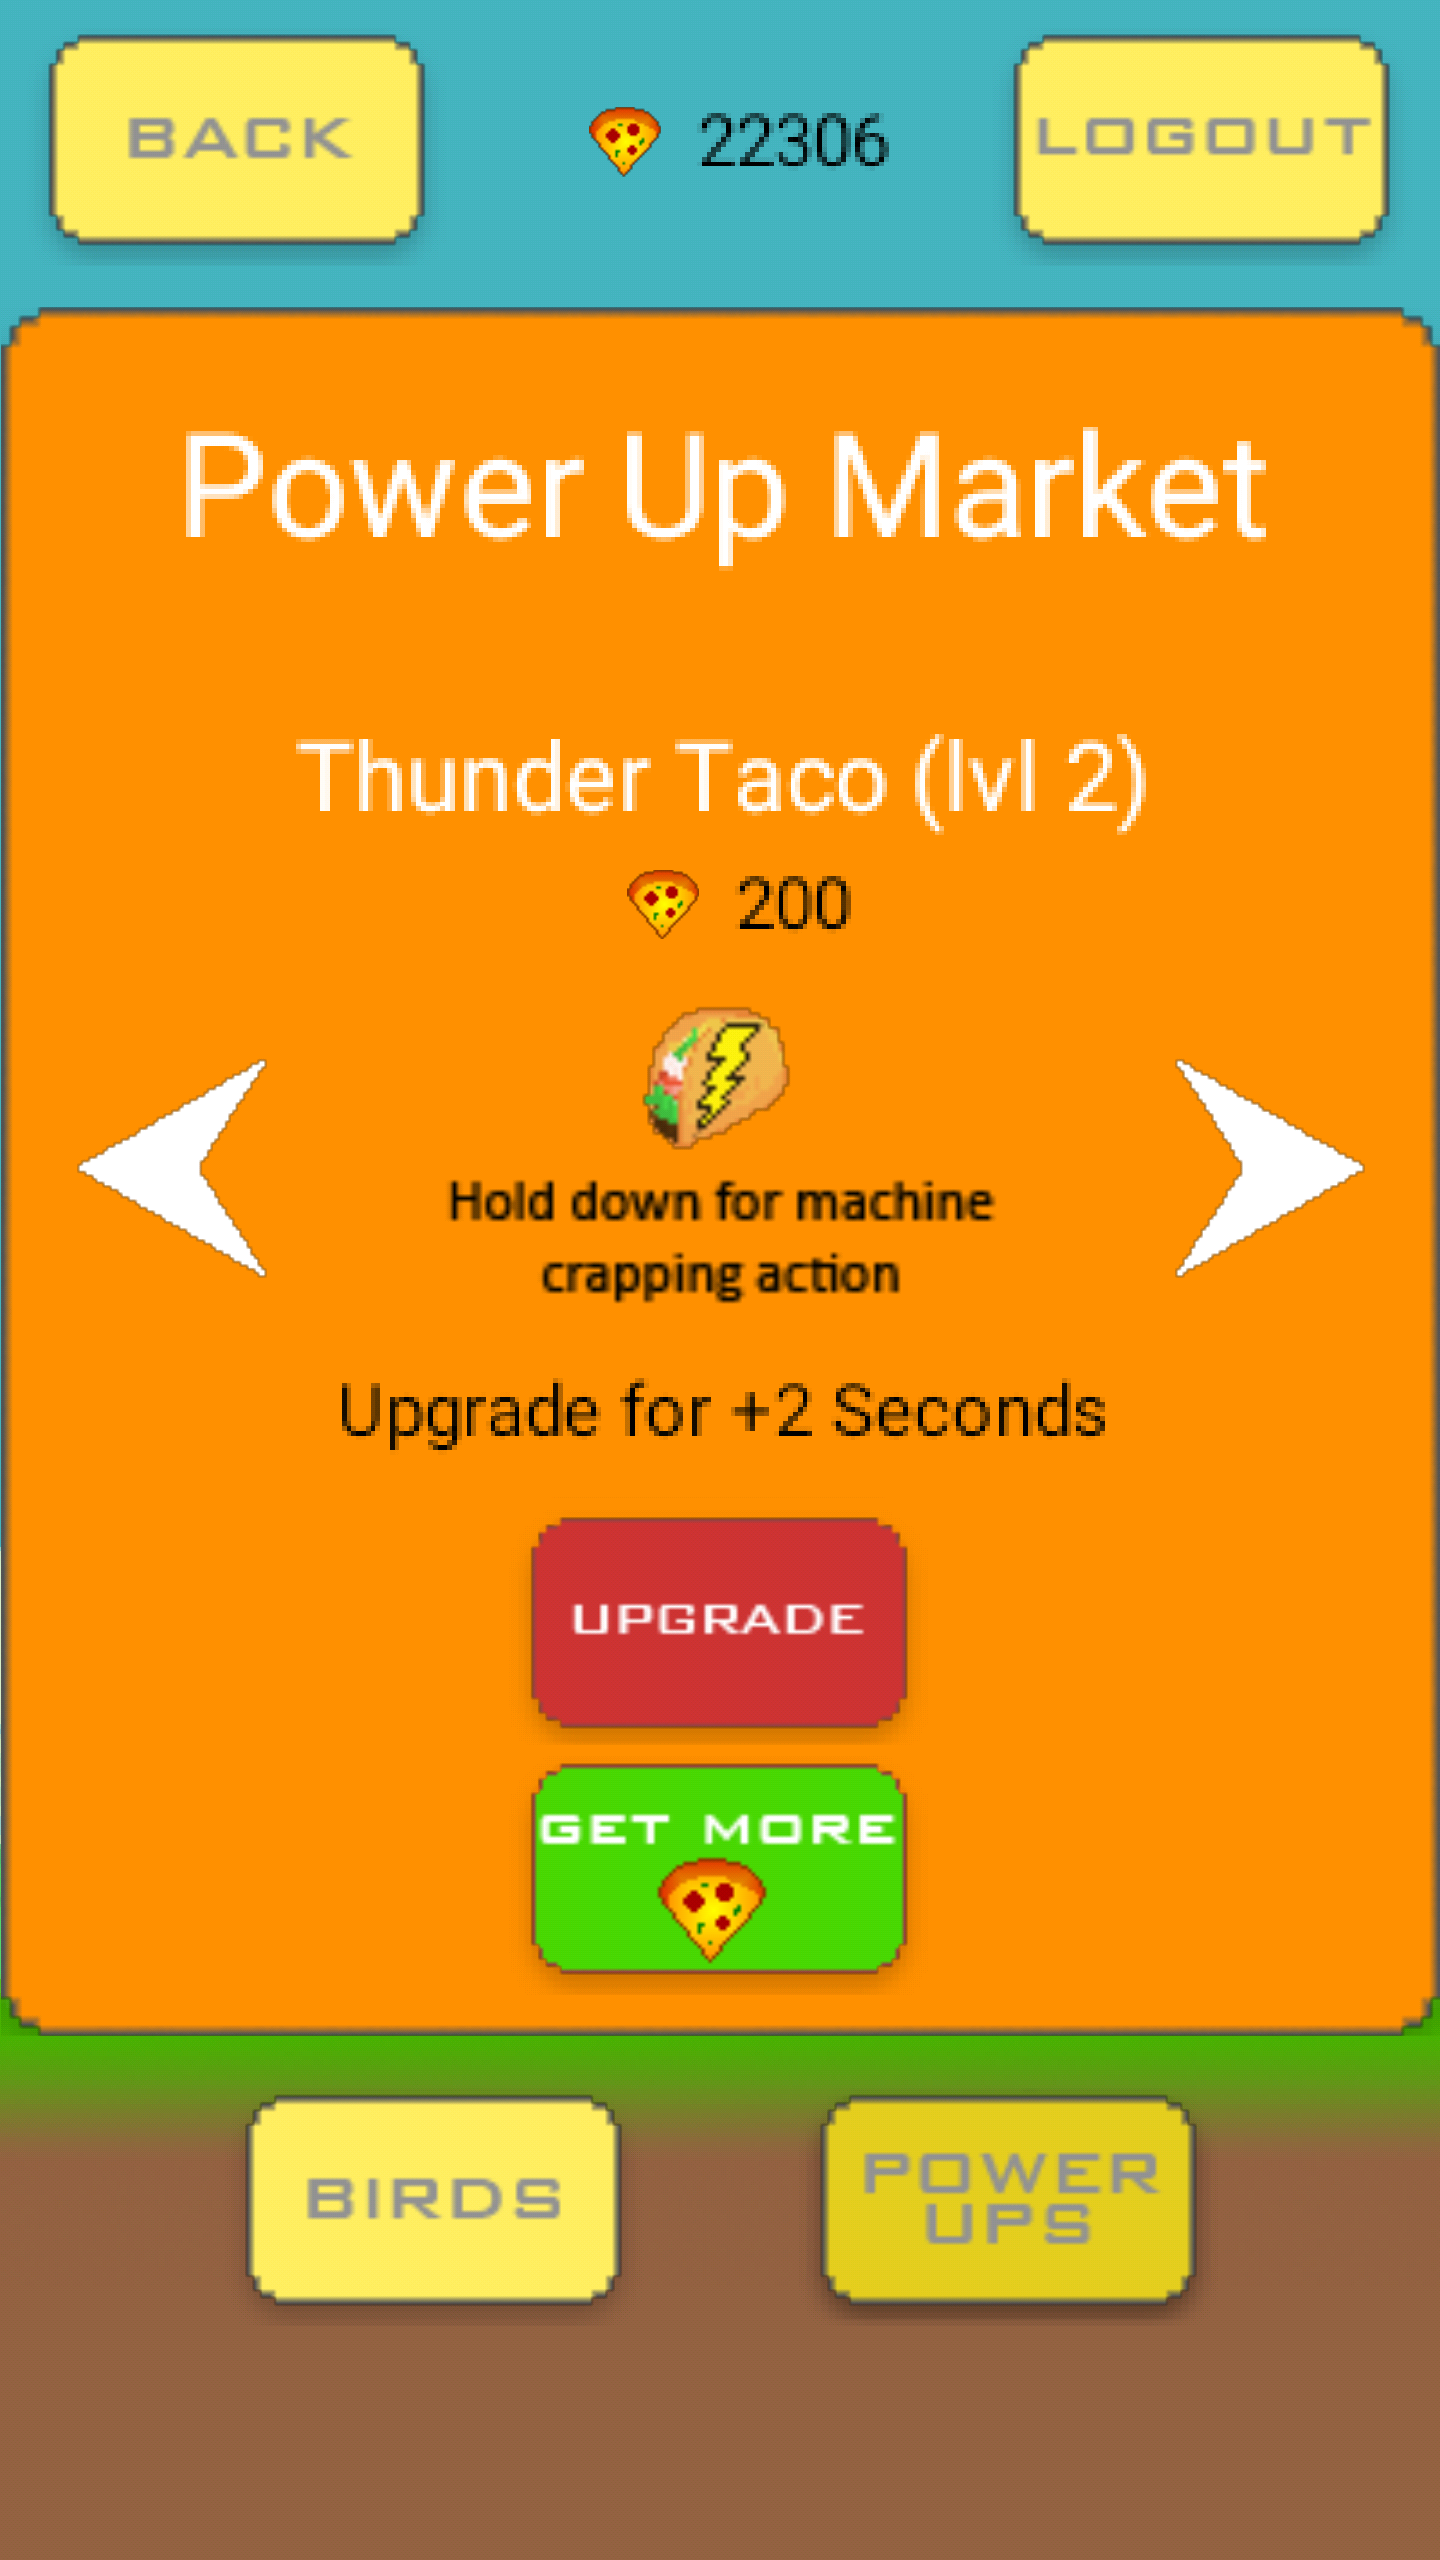 BACK
22306
LOGOUT
Power Up Market
Thunder Taco (lvl 2)
200
Hold down for machine
crapping action
Upgrade for +2 Seconds
UPGRADE
GET MORE
BIRDS
POWER
UPS